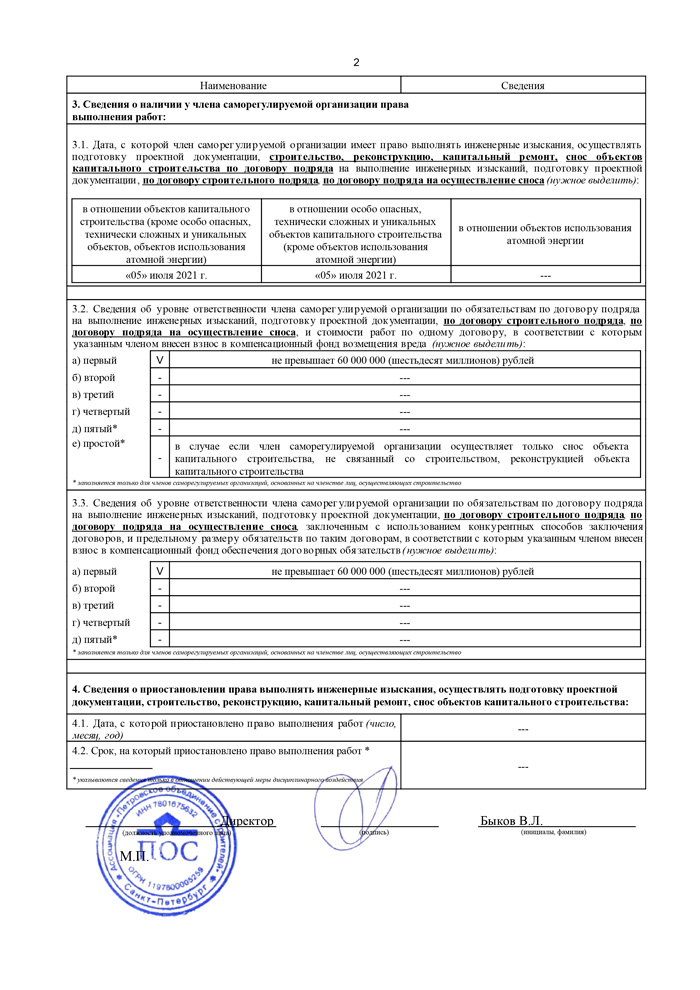 2
Наименование Сведения
3. Сведения о наличии у члена саморегулируемой организации права
выполнения работ:
3.1. Дата, с которой член саморегулируемой организации имеет право выполнять инженерные изыскания, осуществлять
подготовку проектной документации, строительство, реконструкцию, капитальный ремонт, снос объектов
капитального строительства по договору подряда на выполнение инженерных изысканий, подготовку проектной
документации, по договору строительного подряда, по договору подряда на осуществление сноса (нужное выделить):
в отношении объектов капитального
строительства (кроме особо опасных,
технически сложных и уникальных
объектов, объектов использования
атомной энергии)
в отношении особо опасных,
технически сложных и уникальных
объектов капитального строительства
(кроме объектов использования
атомной энергии)
в отношении объектов использования
атомной энергии
«05» июля 2021 г. «05» июля 2021 г. ---
3.2. Сведения об уровне ответственности члена саморегулируемой организации по обязательствам по договору подряда
на выполнение инженерных изысканий, подготовку проектной документации, по договору строительного подряда, по
договору подряда на осуществление сноса, и стоимости работ по одному договору, в соответствии с которым
указанным членом внесен взнос в компенсационный фонд возмещения вреда (нужное выделить):
а) первый V не превышает 60 000 000 (шестьдесят миллионов) рублей
б) второй - ---
в) третий - ---
г) четвертый - ---
д) пятый* - ---
е) простой* - в случае если член саморегулируемой организации осуществляет только снос объекта
капитального строительства, не связанный со строительством, реконструкцией объекта
капитального строительства
* заполняется только для членов саморегулируемых организаций, основанных на членстве лиц, осуществляющих строительство
3.3. Сведения об уровне ответственности члена саморегулируемой организации по обязательствам по договору подряда
на выполнение инженерных изысканий, подготовку проектной документации, по договору строительного подряда, по
договору подряда на осуществление сноса, заключенным с использованием конкурентных способов заключения
договоров, и предельному размеру обязательств по таким договорам, в соответствии с которым указанным членом внесен
взнос в компенсационный фонд обеспечения договорных обязательств (нужное выделить):
а) первый V не превышает 60 000 000 (шестьдесят миллионов) рублей
б) второй - ---
в) третий - ---
г) четвертый - ---
д) пятый* - ---
* заполняется только для членов саморегулируемых организаций, основанных на членстве лиц, осуществляющих строительство
4. Сведения о приостановлении права выполнять инженерные изыскания, осуществлять подготовку проектной
документации, строительство, реконструкцию, капитальный ремонт, снос объектов капитального строительства:
4.1. Дата, с которой приостановлено право выполнения работ (число,
месяц, год) ---
4.2. Срок, на который приостановлено право выполнения работ * ---
* указываются сведения только в отношении действующей меры дисциплинарного воздействия
Директор Быков В.Л.
(должность уполномоченного лица) (подпись) (инициалы, фамилия)
М.П.
Ассоциация «Петровское объединение строителей»
ИНН 7801675632
ПОС
ОГРН 1197800005259
Санкт-Петербург